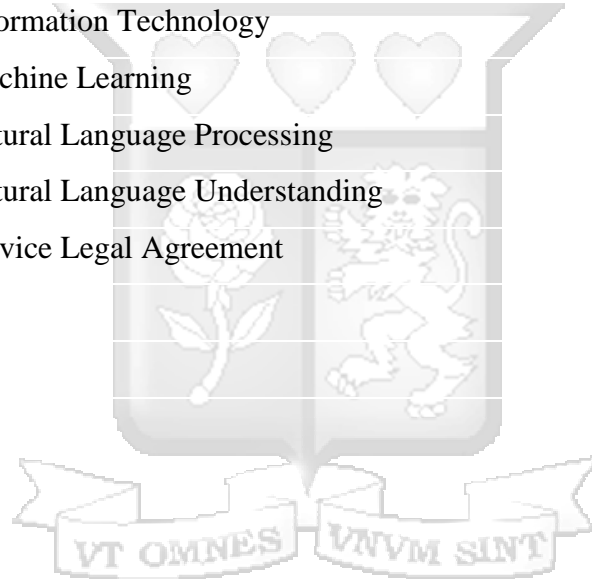 ormation Technology
chine Learning
tural Language Processing
tural Language Understanding
vice Legal Agreement
VT OMNES VNVM SINT